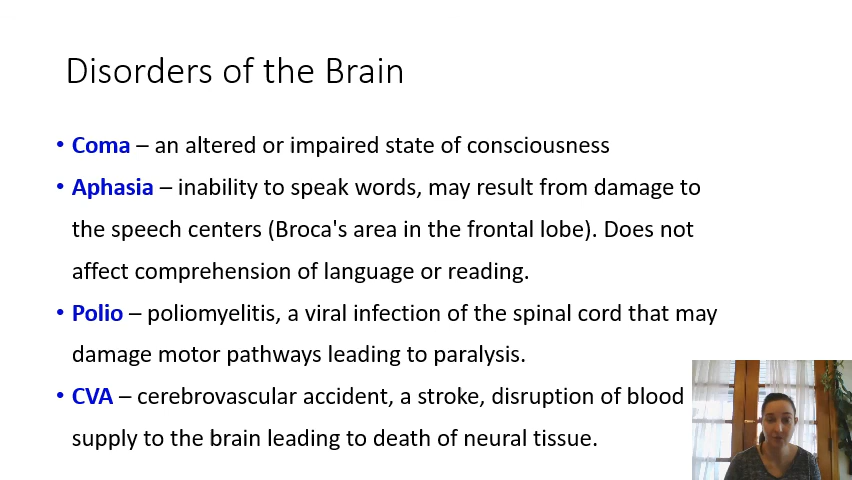 Disorders of the Brain
• Coma – an altered or impaired state of consciousness
• Aphasia – inability to speak words, may result from damage to
the speech centers (Broca's area in the frontal lobe). Does not
affect comprehension of language or reading.
• Polio – poliomyelitis, a viral infection of the spinal cord that may
damage motor pathways leading to paralysis.
• CVA – cerebrovascular accident, a stroke, disruption of blood
supply to the brain leading to death of neural tissue.